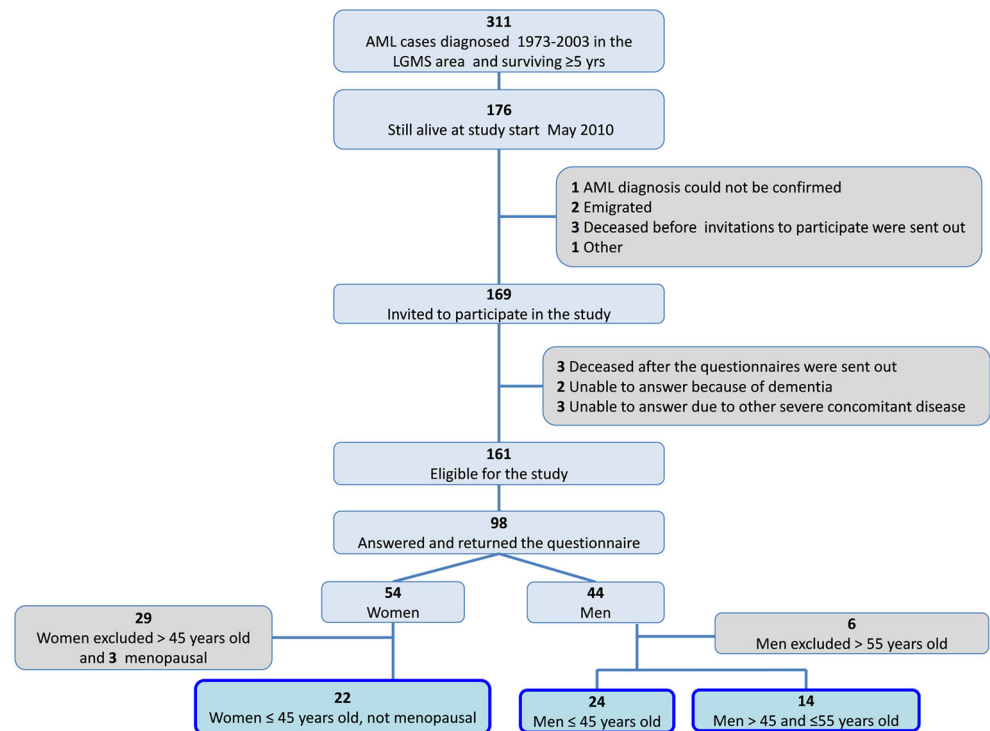 311
AML cases diagnosed 1973-2003 in the
LGMS area and surviving ≥5 yrs
176
Still alive at study start May 2010
1 AML diagnosis could not be confirmed
2 Emigrated
3 Deceased before invitations to participate were sent out
1 Other
169
Invited to participate in the study
3 Deceased after the questionnaires were sent out
2 Unable to answer because of dementia
3 Unable to answer due to other severe concomitant disease
161
Eligible for the study
98
Answered and returned the questionnaire
54
Women
44
Men
29
Women excluded > 45 years old
and 3 menopausal
6
Men excluded > 55 years old
22
Women ≤ 45 years old, not menopausal
24
Men ≤ 45 years old
14
Men > 45 and ≤55 years old